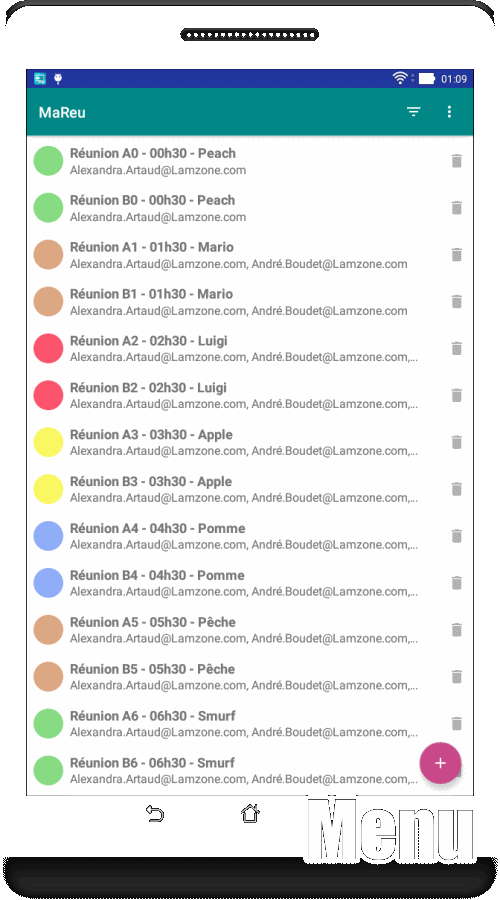 01:09
MaReu
Réunion A0 - 00h30 - Peach
Alexandra.Artaud@Lamzone.com
Réunion B0 - 00h30 - Peach
Alexandra.Artaud@Lamzone.com
Réunion A1 - 01h30 - Mario
Alexandra.Artaud@Lamzone.com, André.Boudet@Lamzone.com
Réunion B1 - 01h30 - Mario
Alexandra.Artaud@Lamzone.com, André.Boudet@Lamzone.com
Réunion A2 - 02h30 - Luigi
Alexandra.Artaud@Lamzone.com, André.Boudet@Lamzone.com,...
Réunion B2 - 02h30 - Luigi
Alexandra.Artaud@Lamzone.com, André.Boudet@Lamzone.com,...
Réunion A3 - 03h30 - Apple
Alexandra.Artaud@Lamzone.com, André.Boudet@Lamzone.com,...
Réunion B3 - 03h30 - Apple
Alexandra.Artaud@Lamzone.com, André.Boudet@Lamzone.com,...
Réunion A4 - 04h30 - Pomme
Alexandra.Artaud@Lamzone.com, André.Boudet@Lamzone.com,...
Réunion B4 - 04h30 - Pomme
Alexandra.Artaud@Lamzone.com, André.Boudet@Lamzone.com,...
Réunion A5 - 05h30 - Pêche
Alexandra.Artaud@Lamzone.com, André.Boudet@Lamzone.com,...
Réunion B5 - 05h30 - Pêche
Alexandra.Artaud@Lamzone.com, André.Boudet@Lamzone.com,...
Réunion A6 - 06h30 - Smurf
Alexandra.Artaud@Lamzone.com, André.Boudet@Lamzone.com,...
Réunion B6 - 06h30 - Smurf
Alexandra.Artaud@Lamzone.com, André.Boudet@Lamzone.com,...
Menu